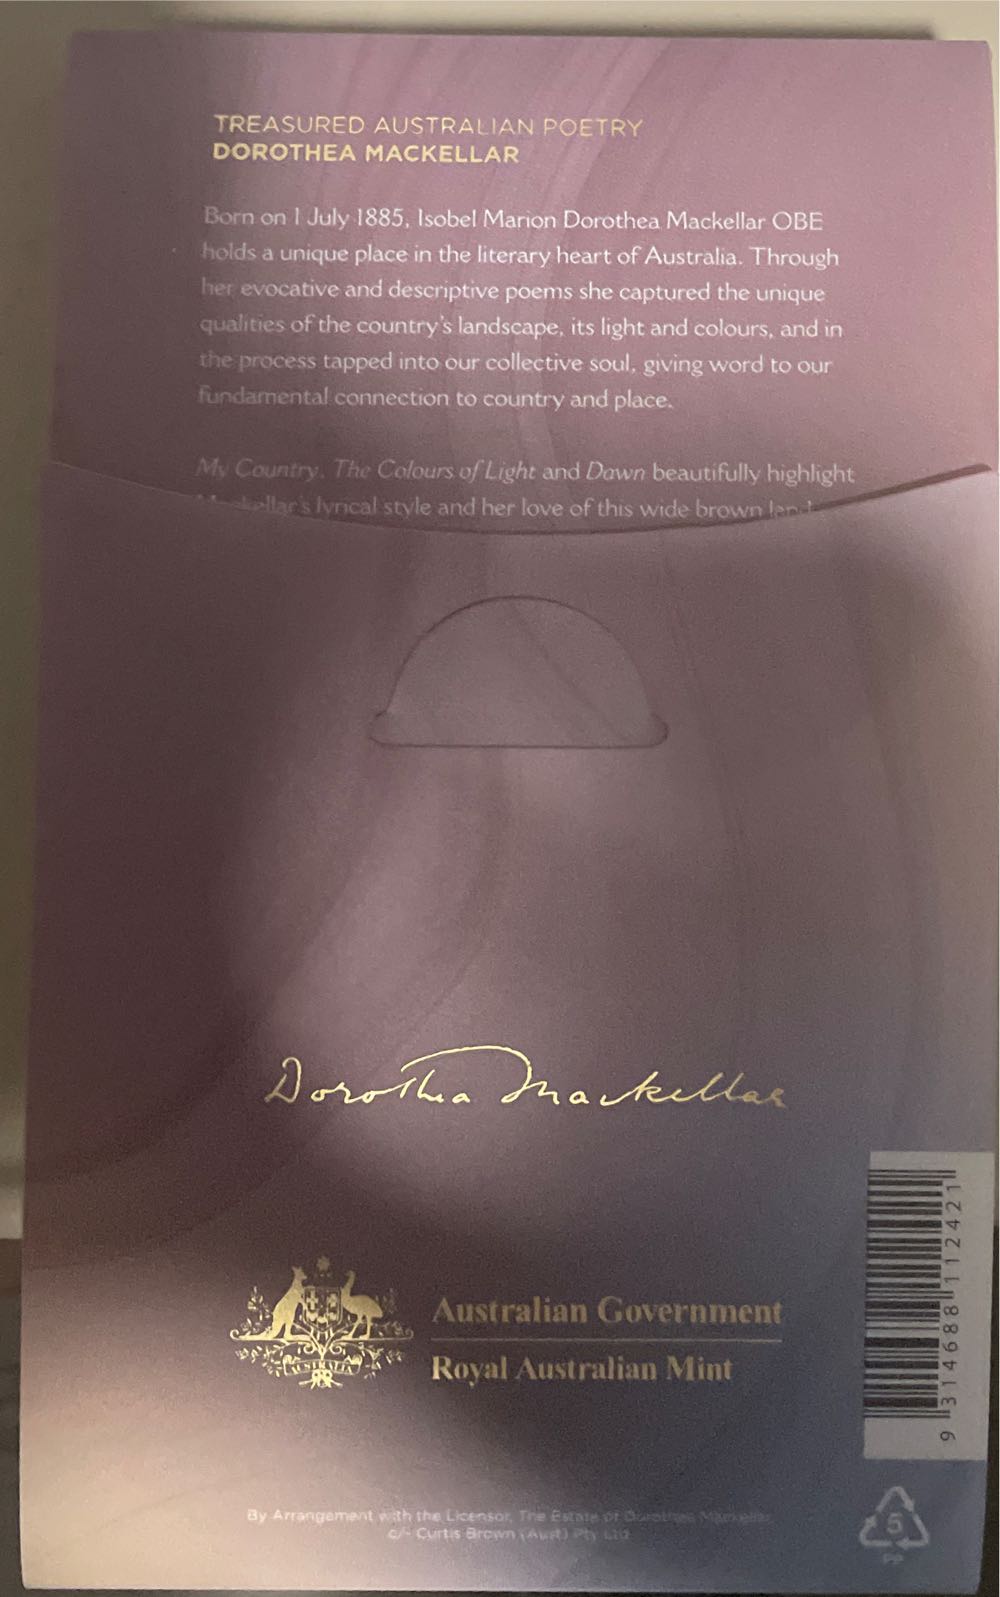 TREASURED AUSTRALIAN POETRY
DOROTHEA MACKELLAR
Born on 1 July 1885, Isobel Marion Dorothea Mackellar OBE
holds a unique place in the literary heart of Australia. Through
her evocative and descriptive poems she captured the unique
qualities of the country's landscape, its light and colours, and in
the process tapped into our collective soul, giving word to our
fundamental connection to country and place.
My Country, The Colours of Light and Dawn beautifully highlight
Mackellar's lyrical style and her love of this wide brown land
Dorothea Mackellar
AUSTRALIA
Australian Government
Royal Australian Mint
9 314688 112421
By Arrangement with the Licensor, The Estate of Dorothea Mackellar,
c/- Curtis Brown (Aust) Pty Ltd
5
PP